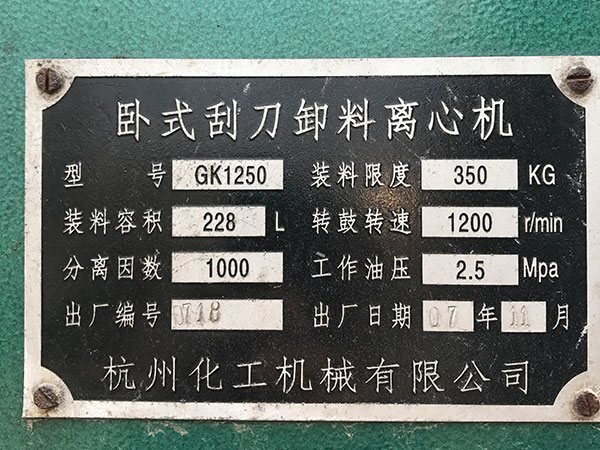 卧式刮刀卸料离心机
型 号 GK1250 装料限度 350 KG
装料容积 228 L 转鼓转速 1200 r/min
分离因数 1000 工作油压 2.5 Mpa
出厂编号 0718 出厂日期 07 年 11 月
杭州化工机械有限公司